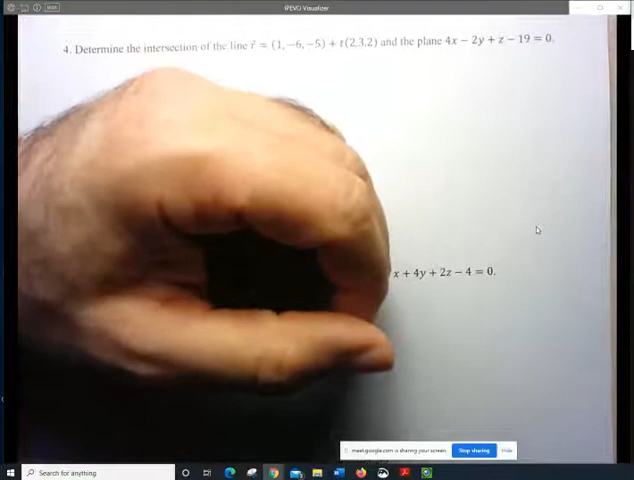 IPEVO Visualizer
4. Determine the intersection of the line r⃗ = (1, −6, −5) + t(2,3,2) and the plane 4x − 2y + z − 19 = 0.
x + 4y + 2z − 4 = 0.
meet.google.com is sharing your screen. Stop sharing Hide
Search for anything